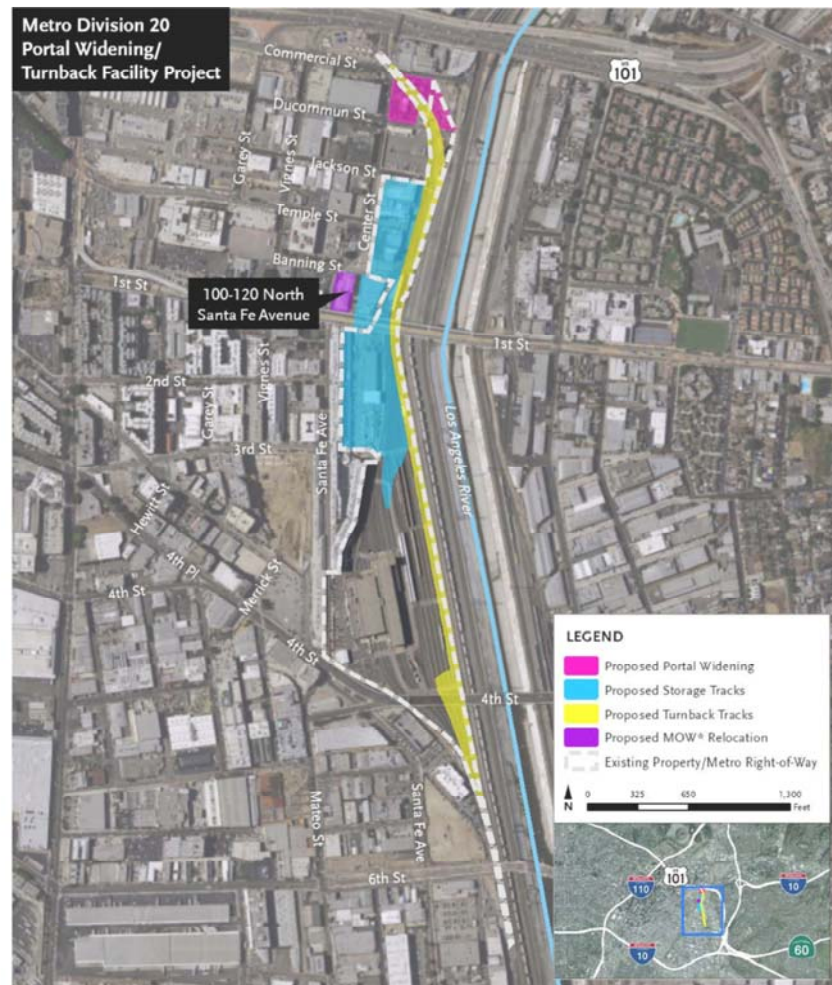 Metro Division 20
Portal Widening/
Turnback Facility Project
US
101
Commercial St
Ducommun St
Garey St
Vignes St
Jackson St
Temple St
Center St
Banning St
1st St
100-120 North
Santa Fe Avenue
1st St
2nd St
Garey St
Vignes St
3rd St
Santa Fe Ave
Los Angeles River
Hewitt St
4th Pl
4th St
Merrick St
4th St
4th St
Mateo St
Santa Fe Ave
6th St
LEGEND
Proposed Portal Widening
Proposed Storage Tracks
Proposed Turnback Tracks
Proposed MOW* Relocation
Existing Property/Metro Right-of-Way
N
0 325 650 1,300
Feet
US
101
110
10
10
60